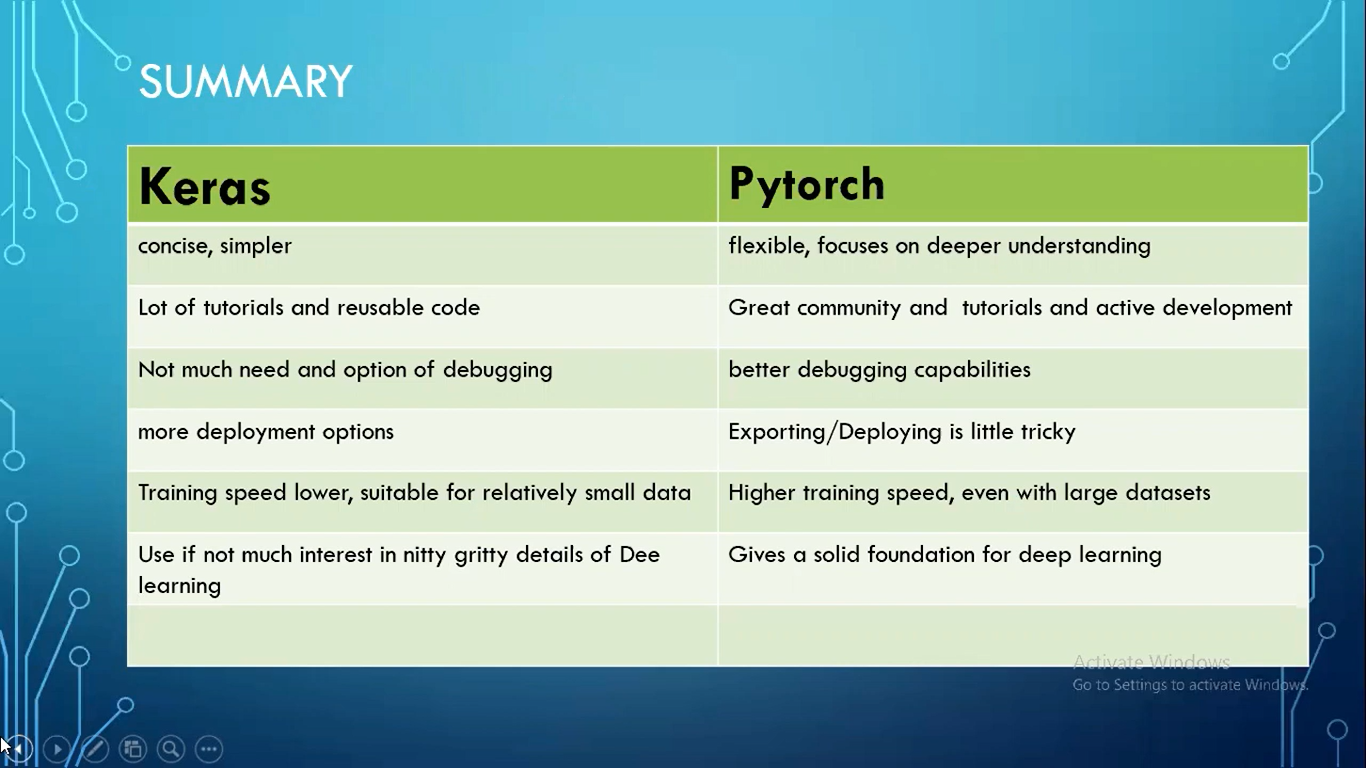 SUMMARY
Keras
Pytorch
concise, simpler
flexible, focuses on deeper understanding
Lot of tutorials and reusable code
Great community and  tutorials and active development
Not much need and option of debugging
better debugging capabilities
more deployment options
Exporting/Deploying is little tricky
Training speed lower, suitable for relatively small data
Higher training speed, even with large datasets
Use if not much interest in nitty gritty details of Dee
learning
Gives a solid foundation for deep learning
Activate Windows
Go to Settings to activate Windows.